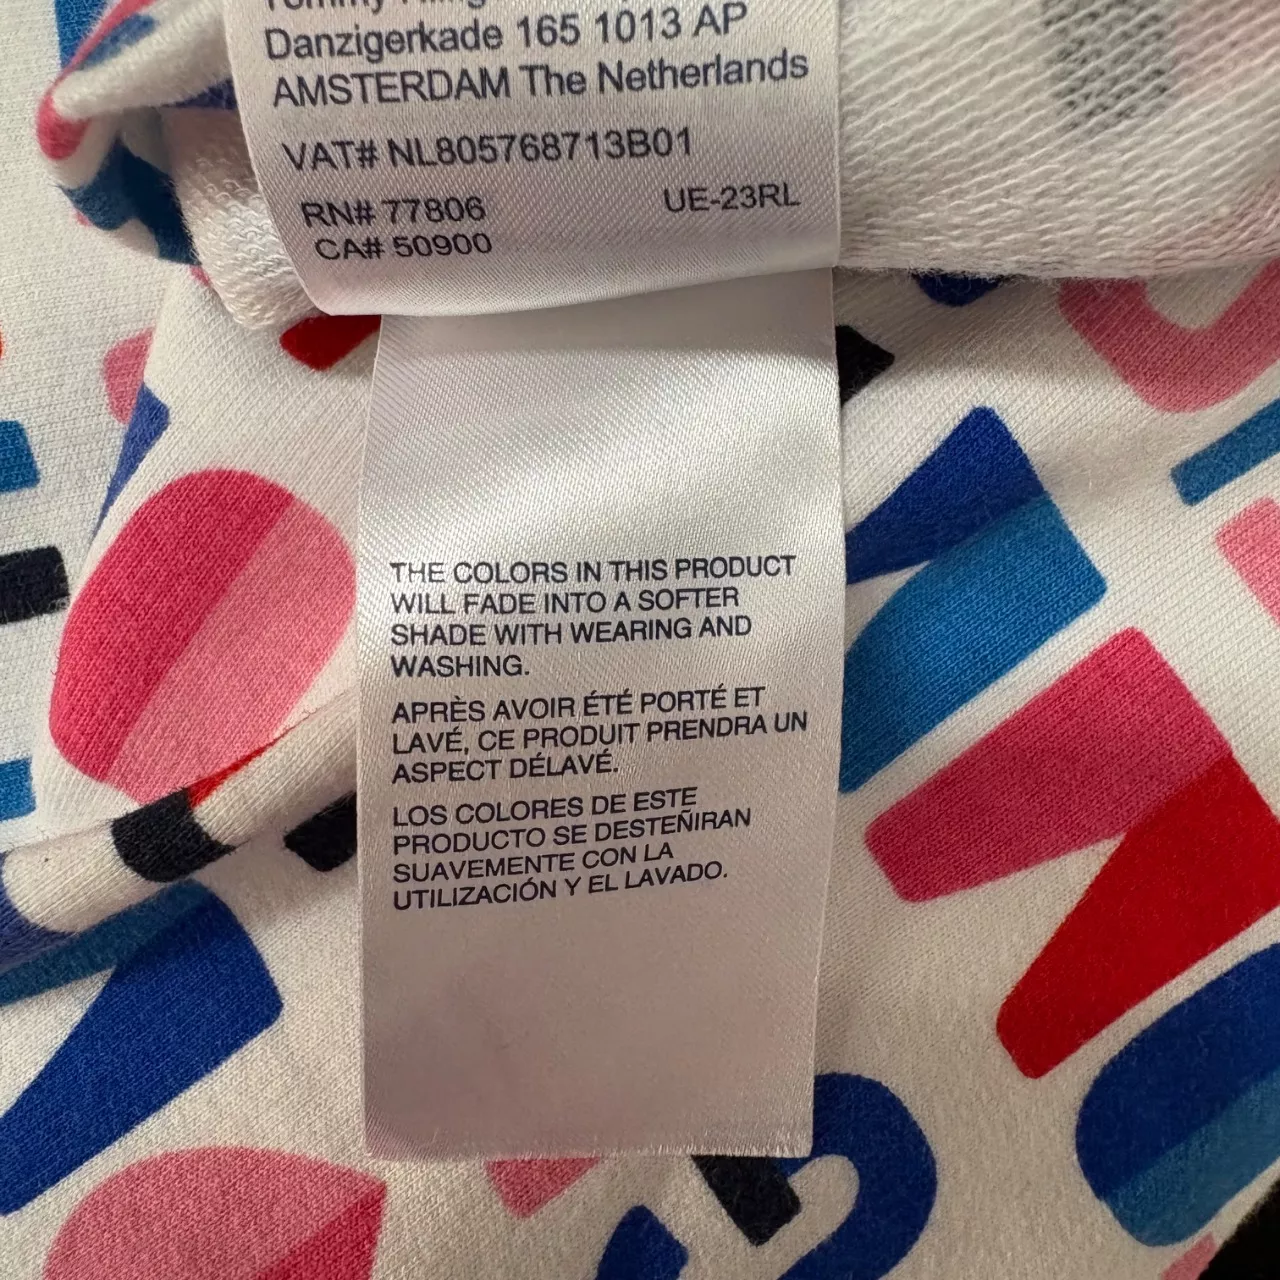 Tommy
Danzigerkade 165 1013 AP
AMSTERDAM The Netherlands
VAT# NL805768713B01
RN# 77806 UE-23RL
CA# 50900
THE COLORS IN THIS PRODUCT
WILL FADE INTO A SOFTER
SHADE WITH WEARING AND
WASHING.
APRÈS AVOIR ÉTÉ PORTÉ ET
LAVÉ, CE PRODUIT PRENDRA UN
ASPECT DÉLAVÉ.
LOS COLORES DE ESTE
PRODUCTO SE DESTEÑIRAN
SUAVEMENTE CON LA
UTILIZACIÓN Y EL LAVADO.